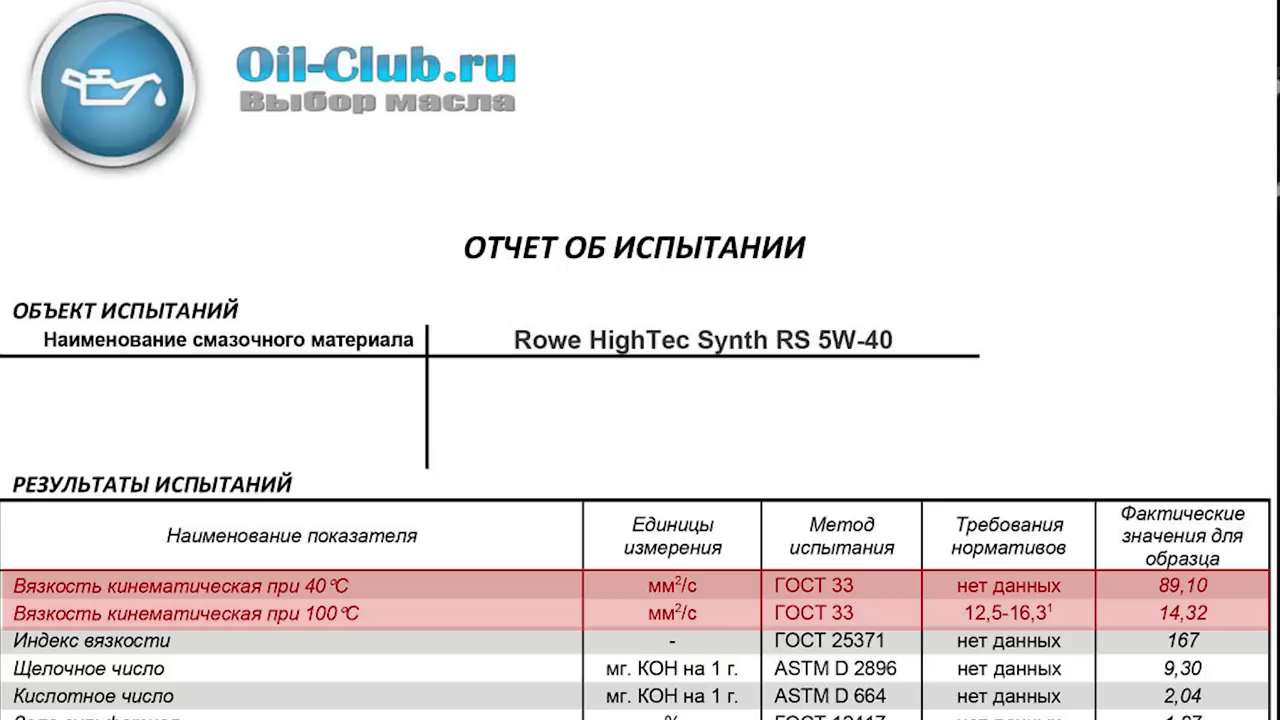 Oil-Club.ru
Выбор масла
ОТЧЕТ ОБ ИСПЫТАНИИ
ОБЪЕКТ ИСПЫТАНИЙ
Наименование смазочного материала Rowe HighTec Synth RS 5W-40
РЕЗУЛЬТАТЫ ИСПЫТАНИЙ
Наименование показателя Единицы измерения Метод испытания Требования нормативов Фактические значения для образца
Вязкость кинематическая при 40°С мм²/с ГОСТ 33 нет данных 89,10
Вязкость кинематическая при 100°С мм²/с ГОСТ 33 12,5-16,3¹ 14,32
Индекс вязкости - ГОСТ 25371 нет данных 167
Щелочное число мг. КОН на 1 г. ASTM D 2896 нет данных 9,30
Кислотное число мг. КОН на 1 г. ASTM D 664 нет данных 2,04